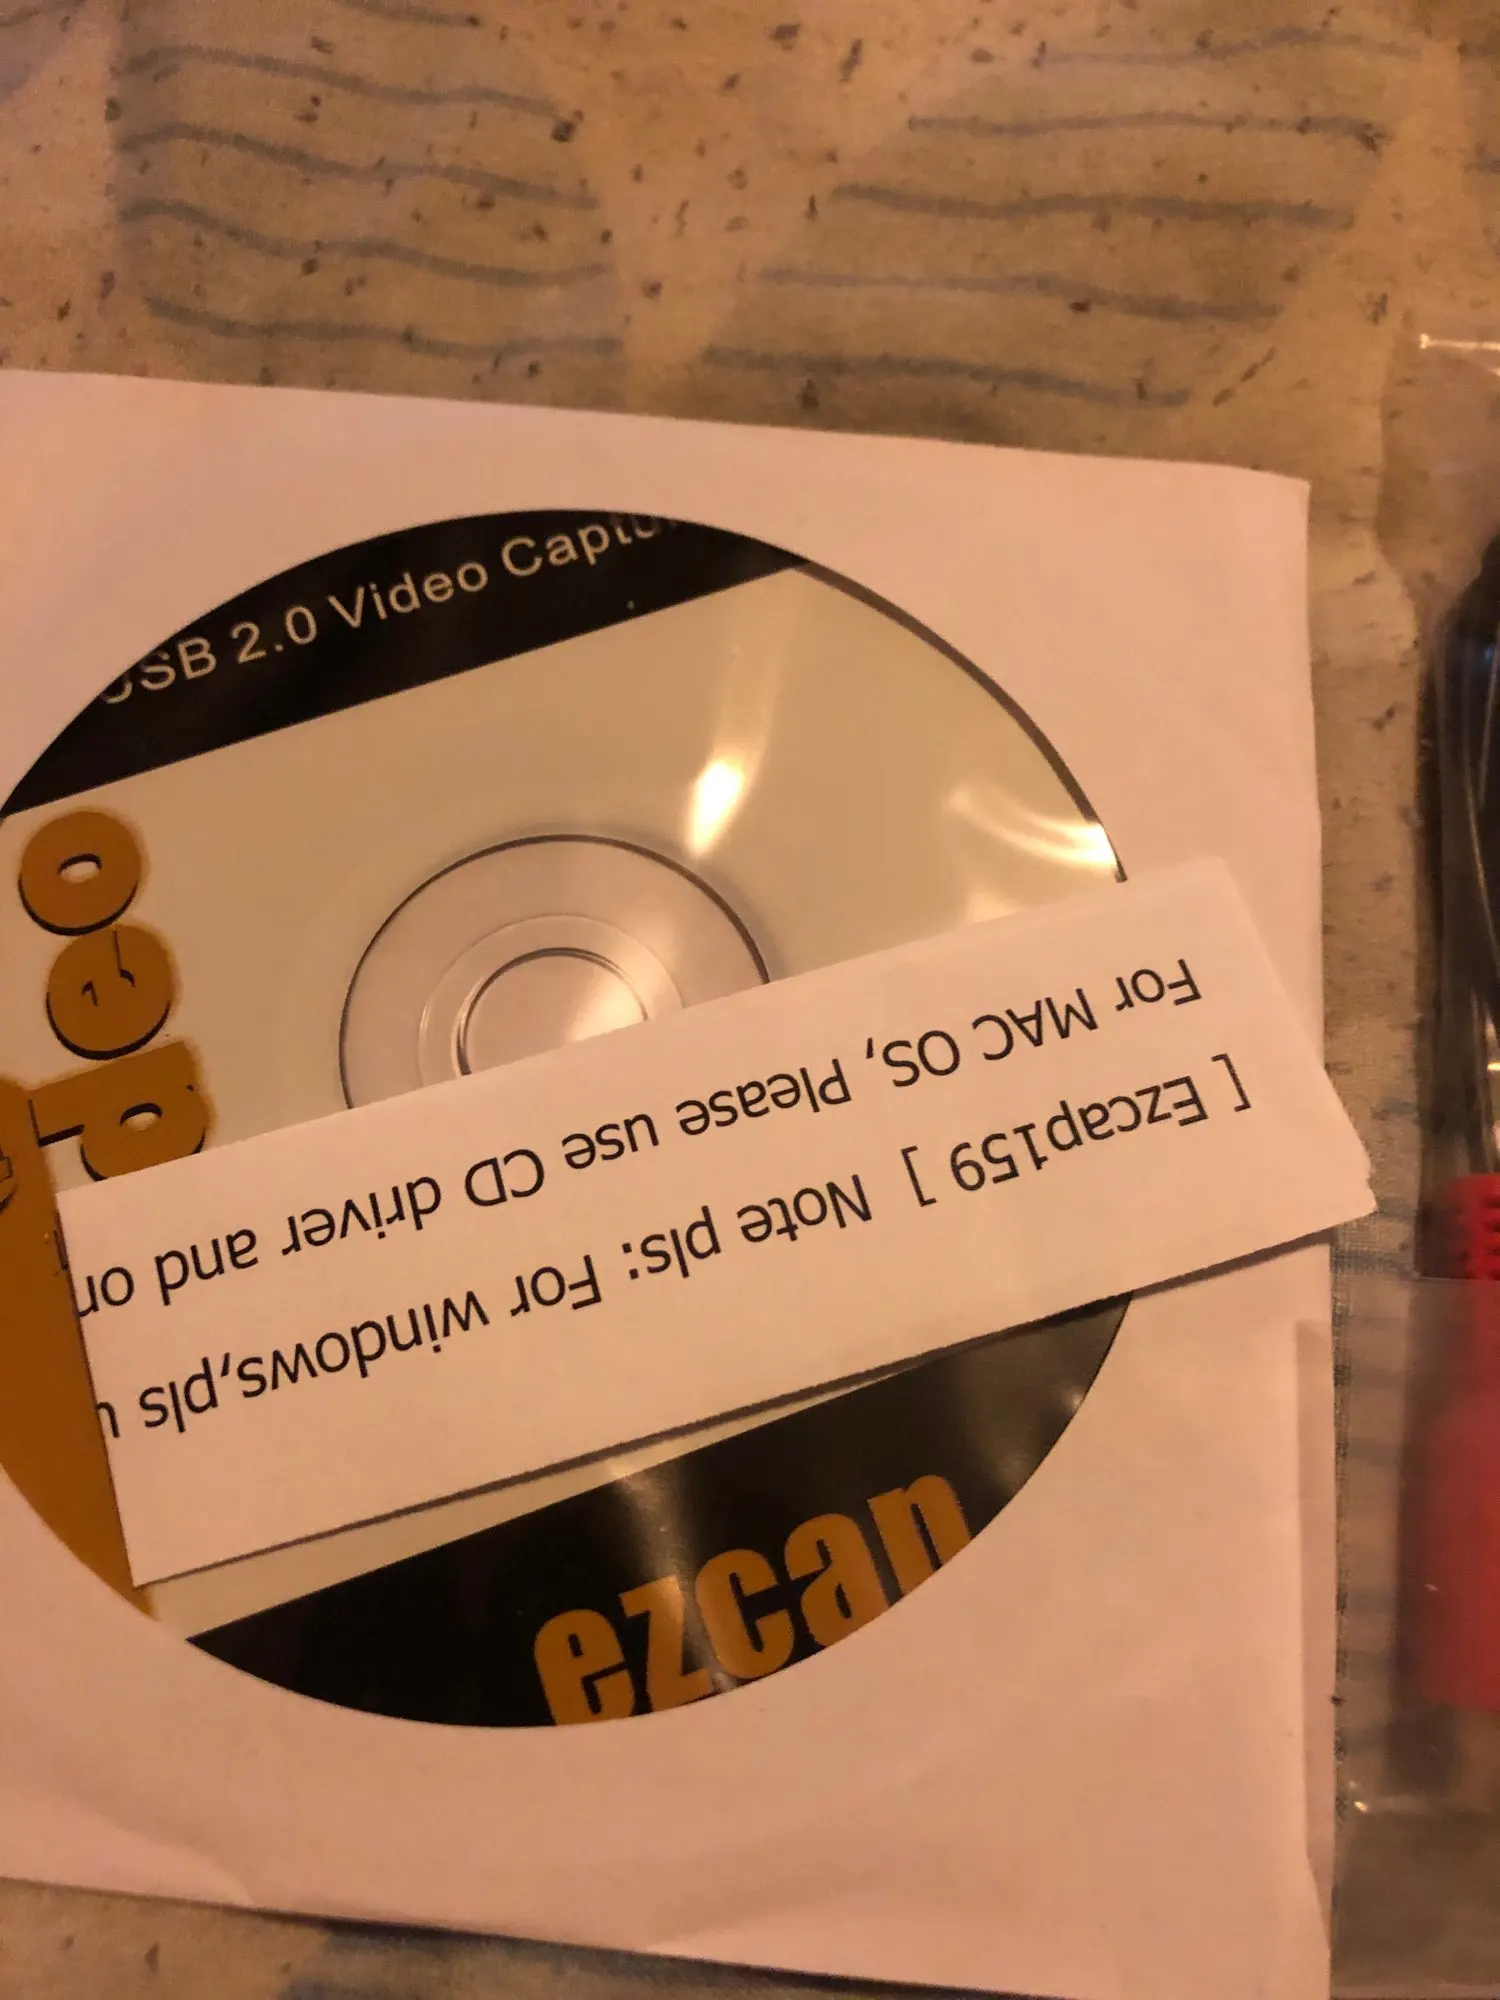 USB 2.0 Video Captu
deo
[ Ezcap159 ] Note pls: For windows,pls
For MAC OS, Please use CD driver and
ezcap